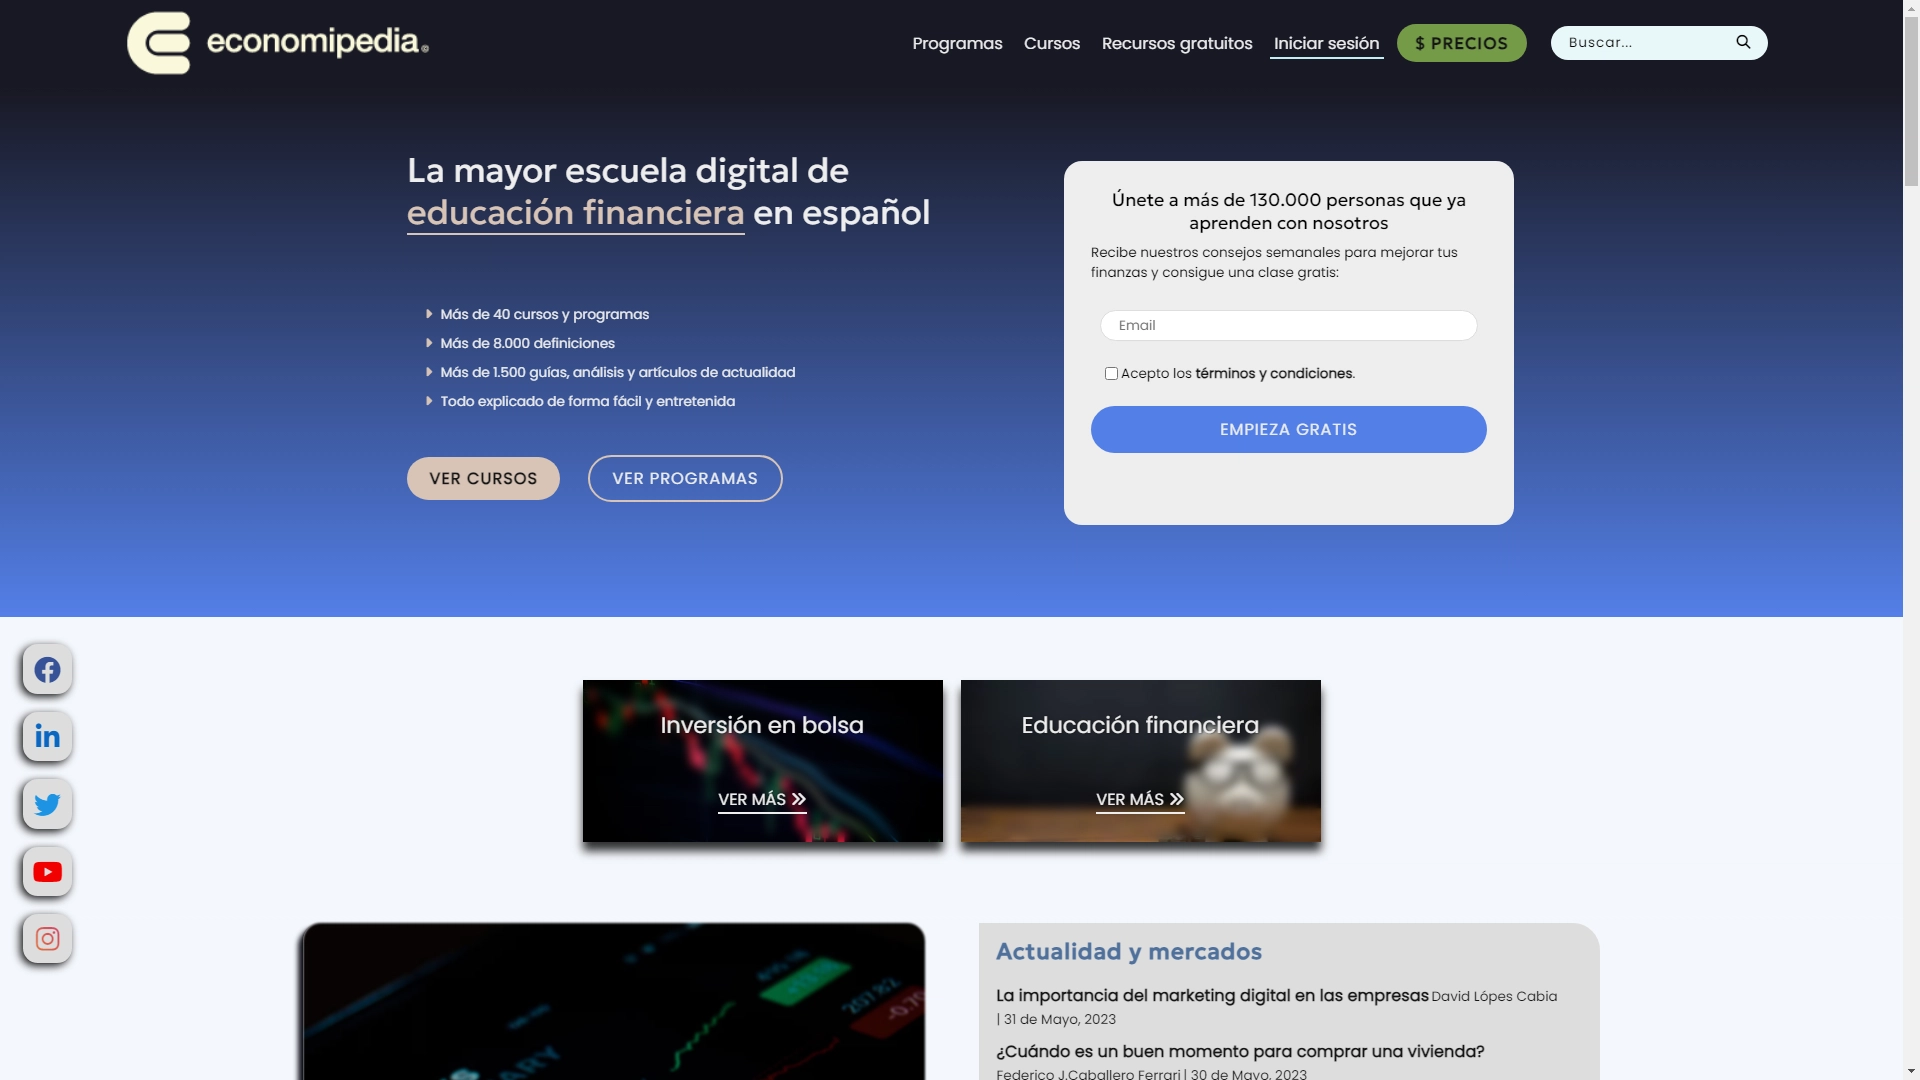 economipedia
Programas
Cursos
Recursos gratuitos
Iniciar sesión
$ PRECIOS
Buscar...
La mayor escuela digital de
educación financiera en español
Más de 40 cursos y programas
Más de 8.000 definiciones
Más de 1.500 guías, análisis y artículos de actualidad
Todo explicado de forma fácil y entretenida
VER CURSOS
VER PROGRAMAS
Únete a más de 130.000 personas que ya
aprenden con nosotros
Recibe nuestros consejos semanales para mejorar tus
finanzas y consigue una clase gratis:
Email
Acepto los términos y condiciones.
EMPIEZA GRATIS
Inversión en bolsa
VER MÁS
Educación financiera
VER MÁS
Actualidad y mercados
La importancia del marketing digital en las empresas David Lópes Cabia
| 31 de Mayo, 2023
¿Cuándo es un buen momento para comprar una vivienda?
Federico J.Caballero Ferrari | 30 de Mayo, 2023